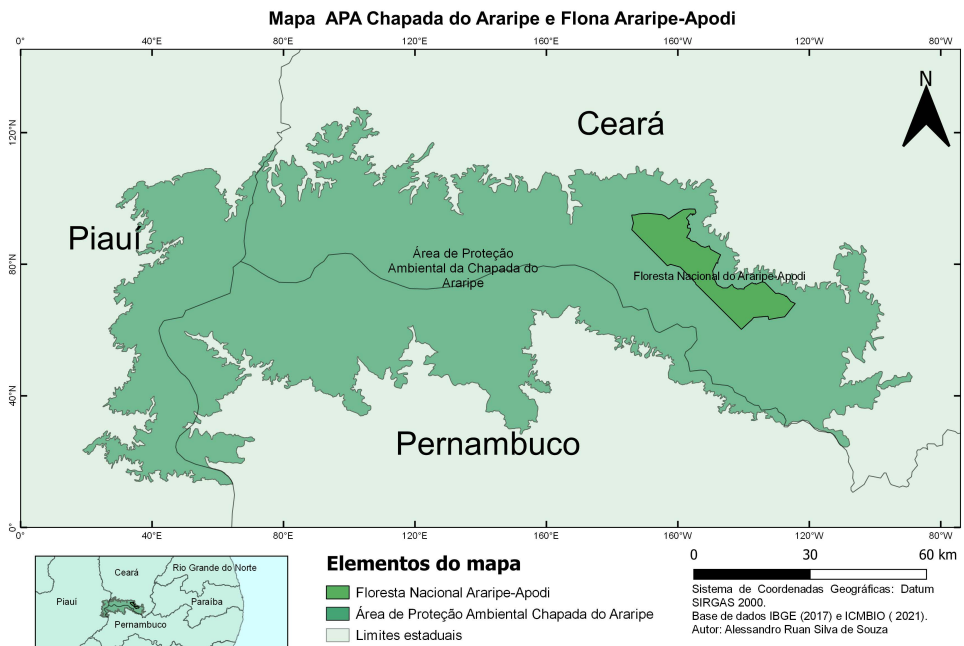 Mapa  APA Chapada do Araripe e Flona Araripe-Apodi
0° 40°E 80°E 120°E 160°E 160°W 120°W 80°W
N
Ceará
120°N
Piauí
80°N
Área de Proteção
Ambiental da Chapada do
Araripe
Floresta Nacional do Araripe-Apodi
40°N
Pernambuco
0°
0° 40°E 80°E 120°E 160°E 160°W 120°W 80°W
Ceará
Rio Grande do Norte
Piauí
Paraíba
Pernambuco
Elementos do mapa
Floresta Nacional Araripe-Apodi
Área de Proteção Ambiental Chapada do Araripe
Limites estaduais
0 30 60 km
Sistema de Coordenadas Geográficas: Datum
SIRGAS 2000.
Base de dados IBGE (2017) e ICMBIO ( 2021).
Autor: Alessandro Ruan Silva de Souza